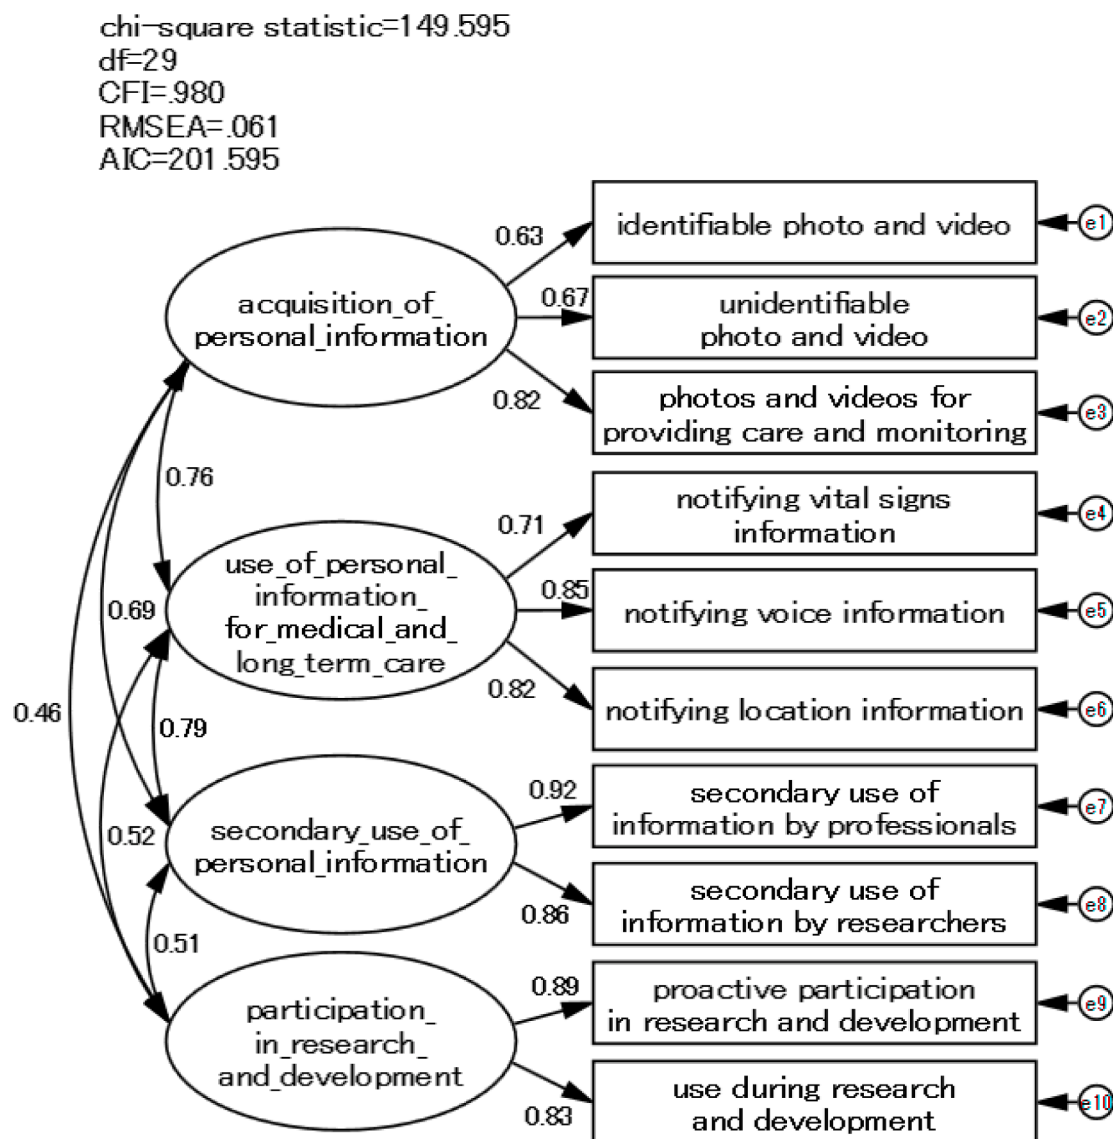 chi-square statistic=149.595
df=29
CFI=.980
RMSEA=.061
AIC=201.595
identifiable photo and video
e1
0.63
acquisition_of_
personal_information
0.67
unidentifiable
photo and video
e2
0.82
photos and videos for
providing care and monitoring
e3
0.76
0.71
notifying vital signs
information
e4
use_of_personal_
information_
for_medical_and_
long_term_care
0.85
notifying voice information
e5
0.69
0.82
notifying location information
e6
0.46
0.79
0.92
secondary use of
information by professionals
e7
0.52
secondary_use_of_
personal_information
0.86
secondary use of
information by researchers
e8
0.51
0.89
proactive participation
in research and development
e9
participation_
in_research_
and_development
0.83
use during research
and development
e10